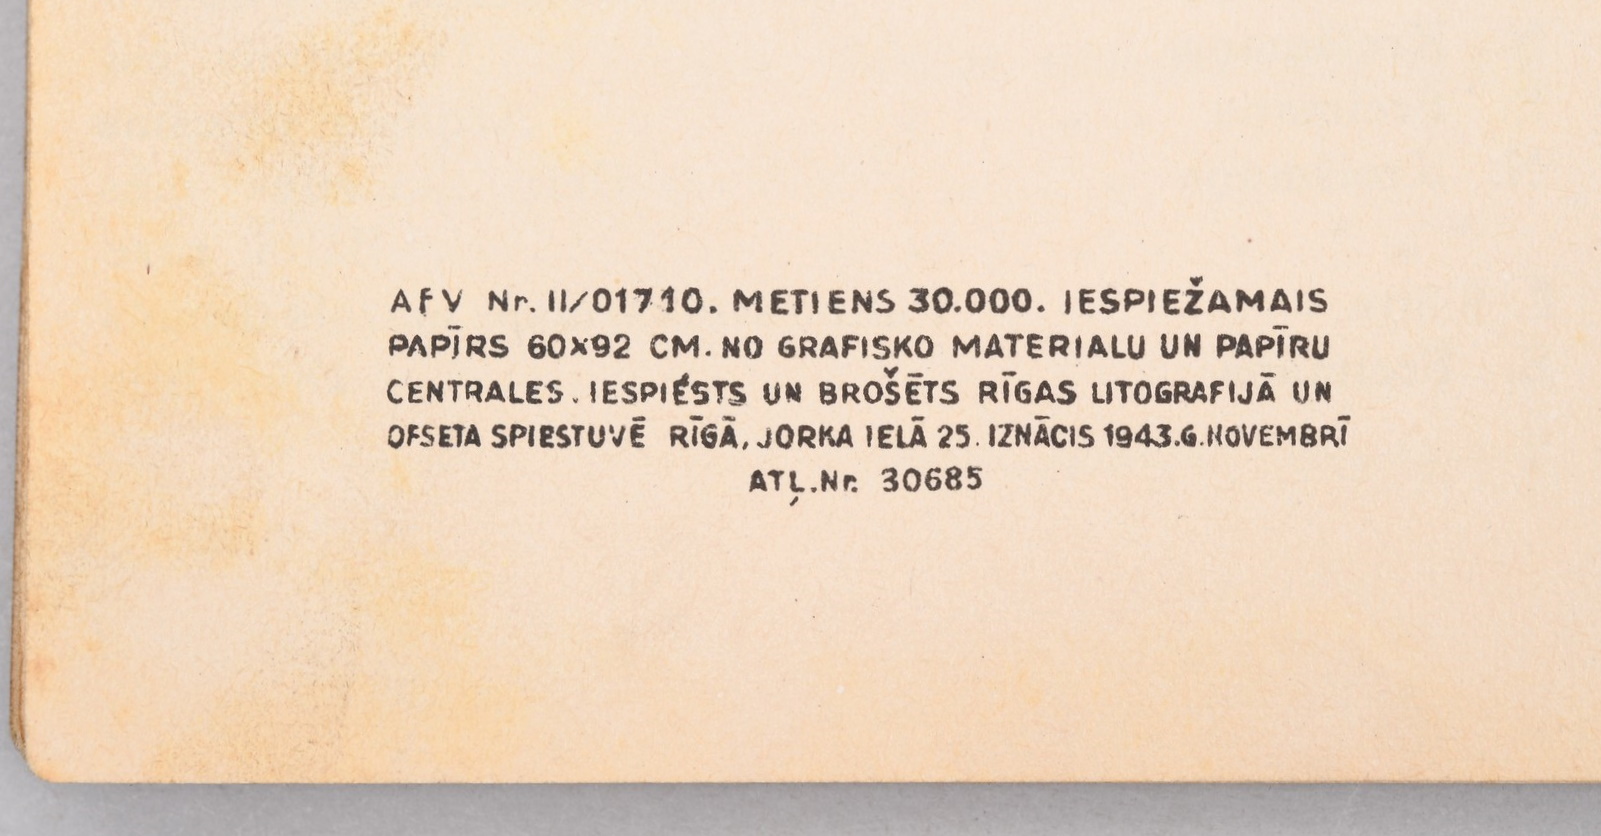 AFV Nr. II/01710. METIENS 30.000. IESPIEŽAMAIS
PAPĪRS 60×92 CM. NO GRAFISKO MATERIALU UN PAPĪRU
CENTRALES. IESPIESTS UN BROŠĒTS RĪGAS LITOGRAFIJĀ UN
OFSETA SPIESTUVĒ RĪGĀ, JORKA IELĀ 25. IZNĀCIS 1943.6.NOVEMBRĪ
ATĻ.Nr. 30685